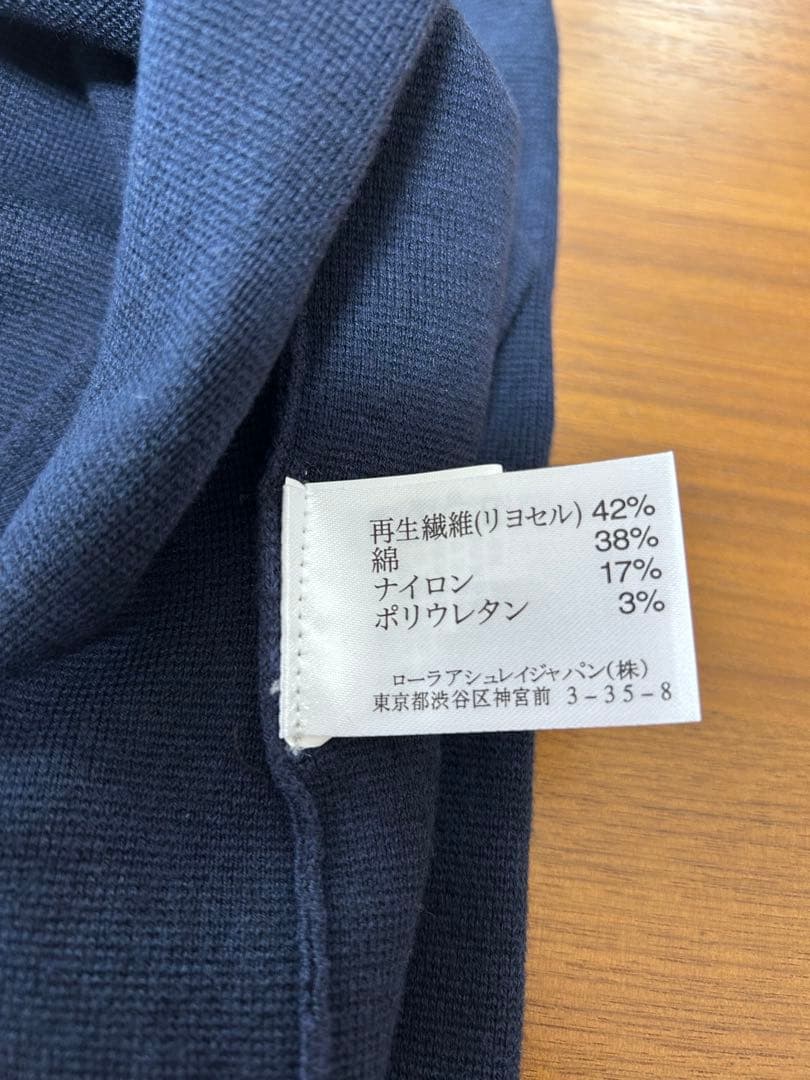 再生繊維(リヨセル) 42%
綿 38%
ナイロン 17%
ポリウレタン 3%
ローラアシュレイジャパン(株)
東京都渋谷区神宮前 3-35-8